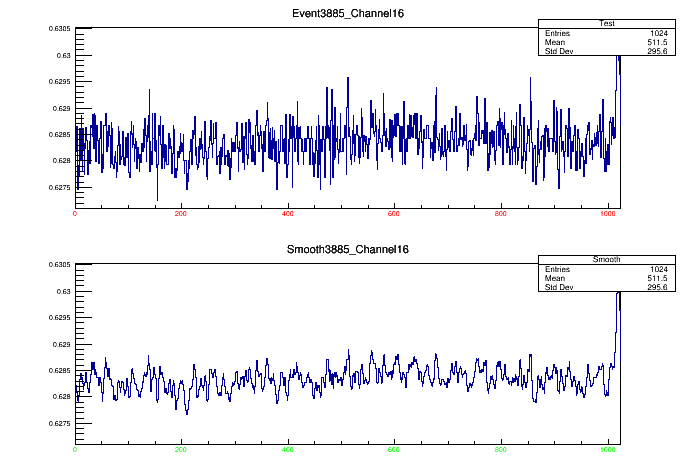 Event3885_Channel16
Test
Entries 1024
Mean 511.5
Std Dev 295.6
0.6305
0.63
0.6295
0.629
0.6285
0.628
0.6275
0 200 400 600 800 1000
Smooth3885_Channel16
Smooth
Entries 1024
Mean 511.5
Std Dev 295.6
0.6305
0.63
0.6295
0.629
0.6285
0.628
0.6275
0 200 400 600 800 1000